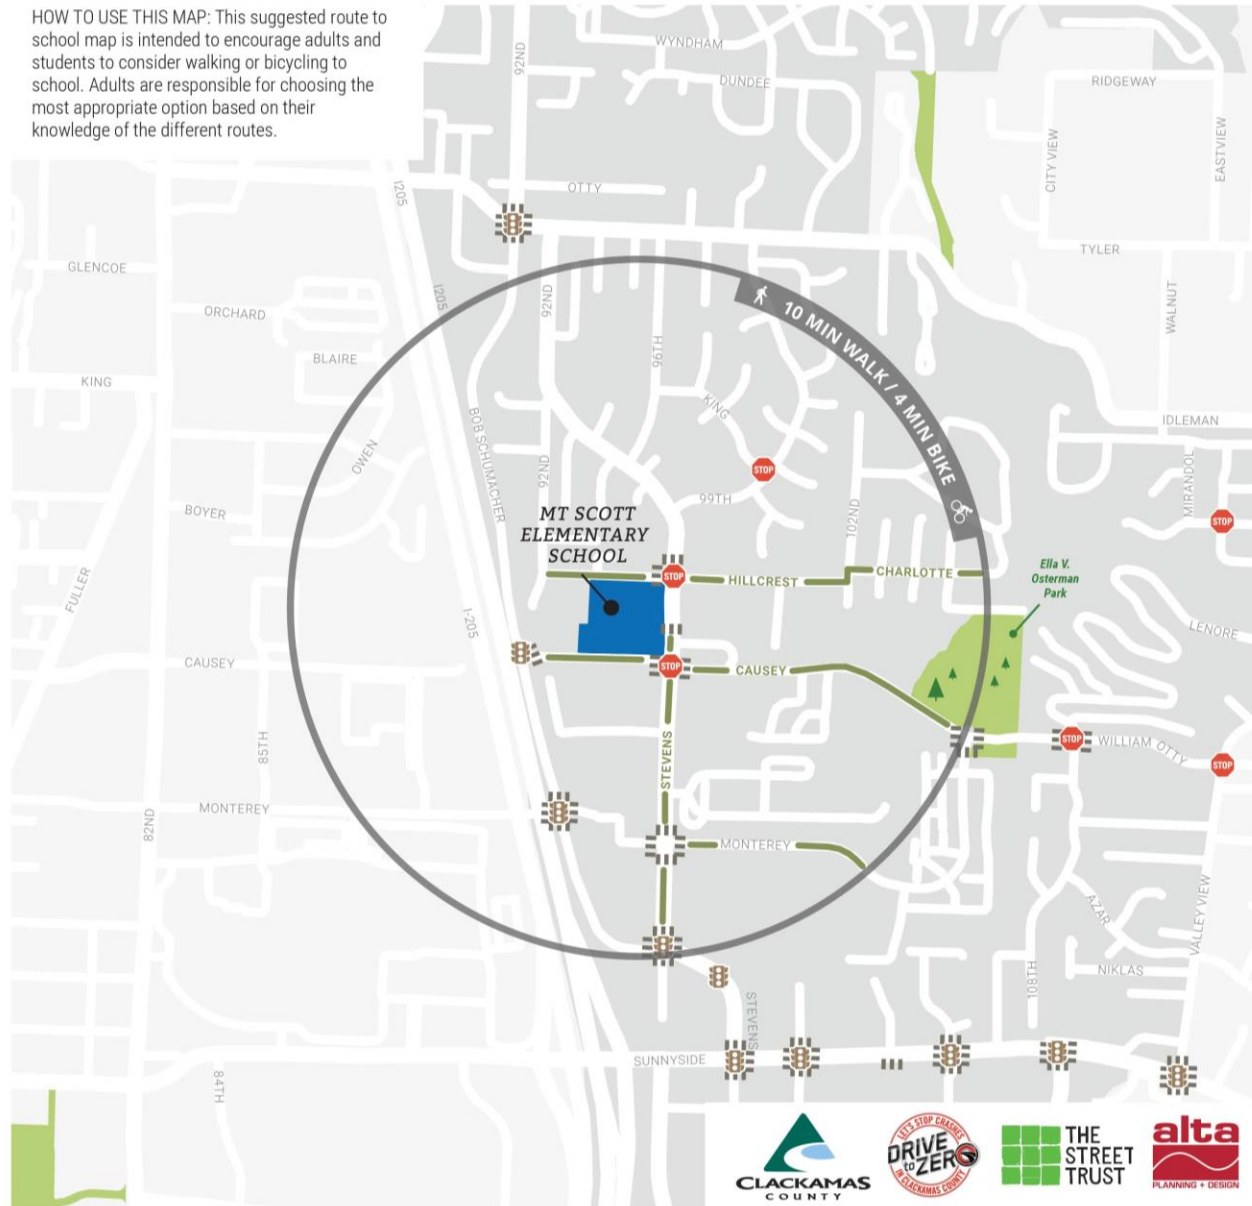 HOW TO USE THIS MAP: This suggested route to
school map is intended to encourage adults and
students to consider walking or bicycling to
school. Adults are responsible for choosing the
most appropriate option based on their
knowledge of the different routes.
92ND
WYNDHAM
DUNDEE
RIDGEWAY
CITY VIEW
EASTVIEW
I205
OTTY
TYLER
GLENCOE
I205
92ND
10 MIN WALK / 4 MIN BIKE
WALNUT
ORCHARD
BLAIRE
96TH
KING
KING
IDLEMAN
BOB SCHUMACHER
OWEN
92ND
STOP
MIRANDOL
BOYER
99TH
102ND
STOP
MT SCOTT
ELEMENTARY
SCHOOL
FULLER
STOP
HILLCREST
CHARLOTTE
Ella V.
Osterman
Park
I-205
LENORE
CAUSEY
STOP
CAUSEY
85TH
STEVENS
STOP
WILLIAM OTTY
STOP
82ND
MONTEREY
MONTEREY
AZAR
VALLEY VIEW
108TH
NIKLAS
STEVENS
SUNNYSIDE
84TH
CLACKAMAS
COUNTY
LET'S STOP CRASHES
DRIVE
to ZERO
IN CLACKAMAS COUNTY
THE
STREET
TRUST
alta
PLANNING + DESIGN